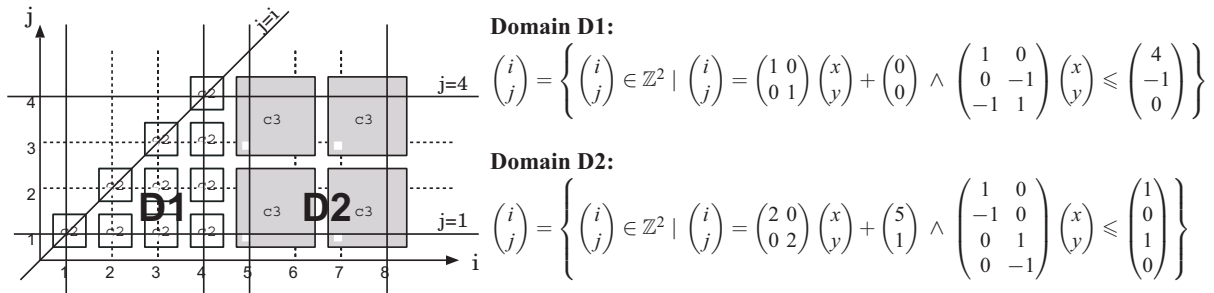 j
j=i
j=4
j=1
i
4
3
2
1
1 2 3 4 5 6 7 8
c2
c2 c3 c3
c2 c2 c2
c2 c2 c2 c2 c3 c3
D1 D2
Domain D1:
(i j) = { (i j) ∈ ℤ² | (i j) = (1 0 0 1) (x y) + (0 0) ∧ (1 0 0 −1 −1 1) (x y) ⩽ (4 −1 0) }
Domain D2:
(i j) = { (i j) ∈ ℤ² | (i j) = (2 0 0 2) (x y) + (5 1) ∧ (1 0 −1 0 0 1 0 −1) (x y) ⩽ (1 0 1 0) }